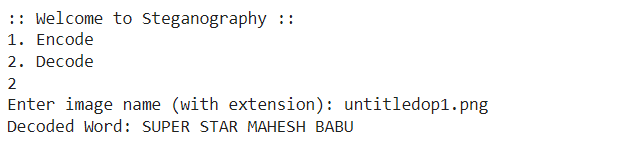 :: Welcome to Steganography ::
1. Encode
2. Decode
2
Enter image name (with extension): untitledop1.png
Decoded Word: SUPER STAR MAHESH BABU